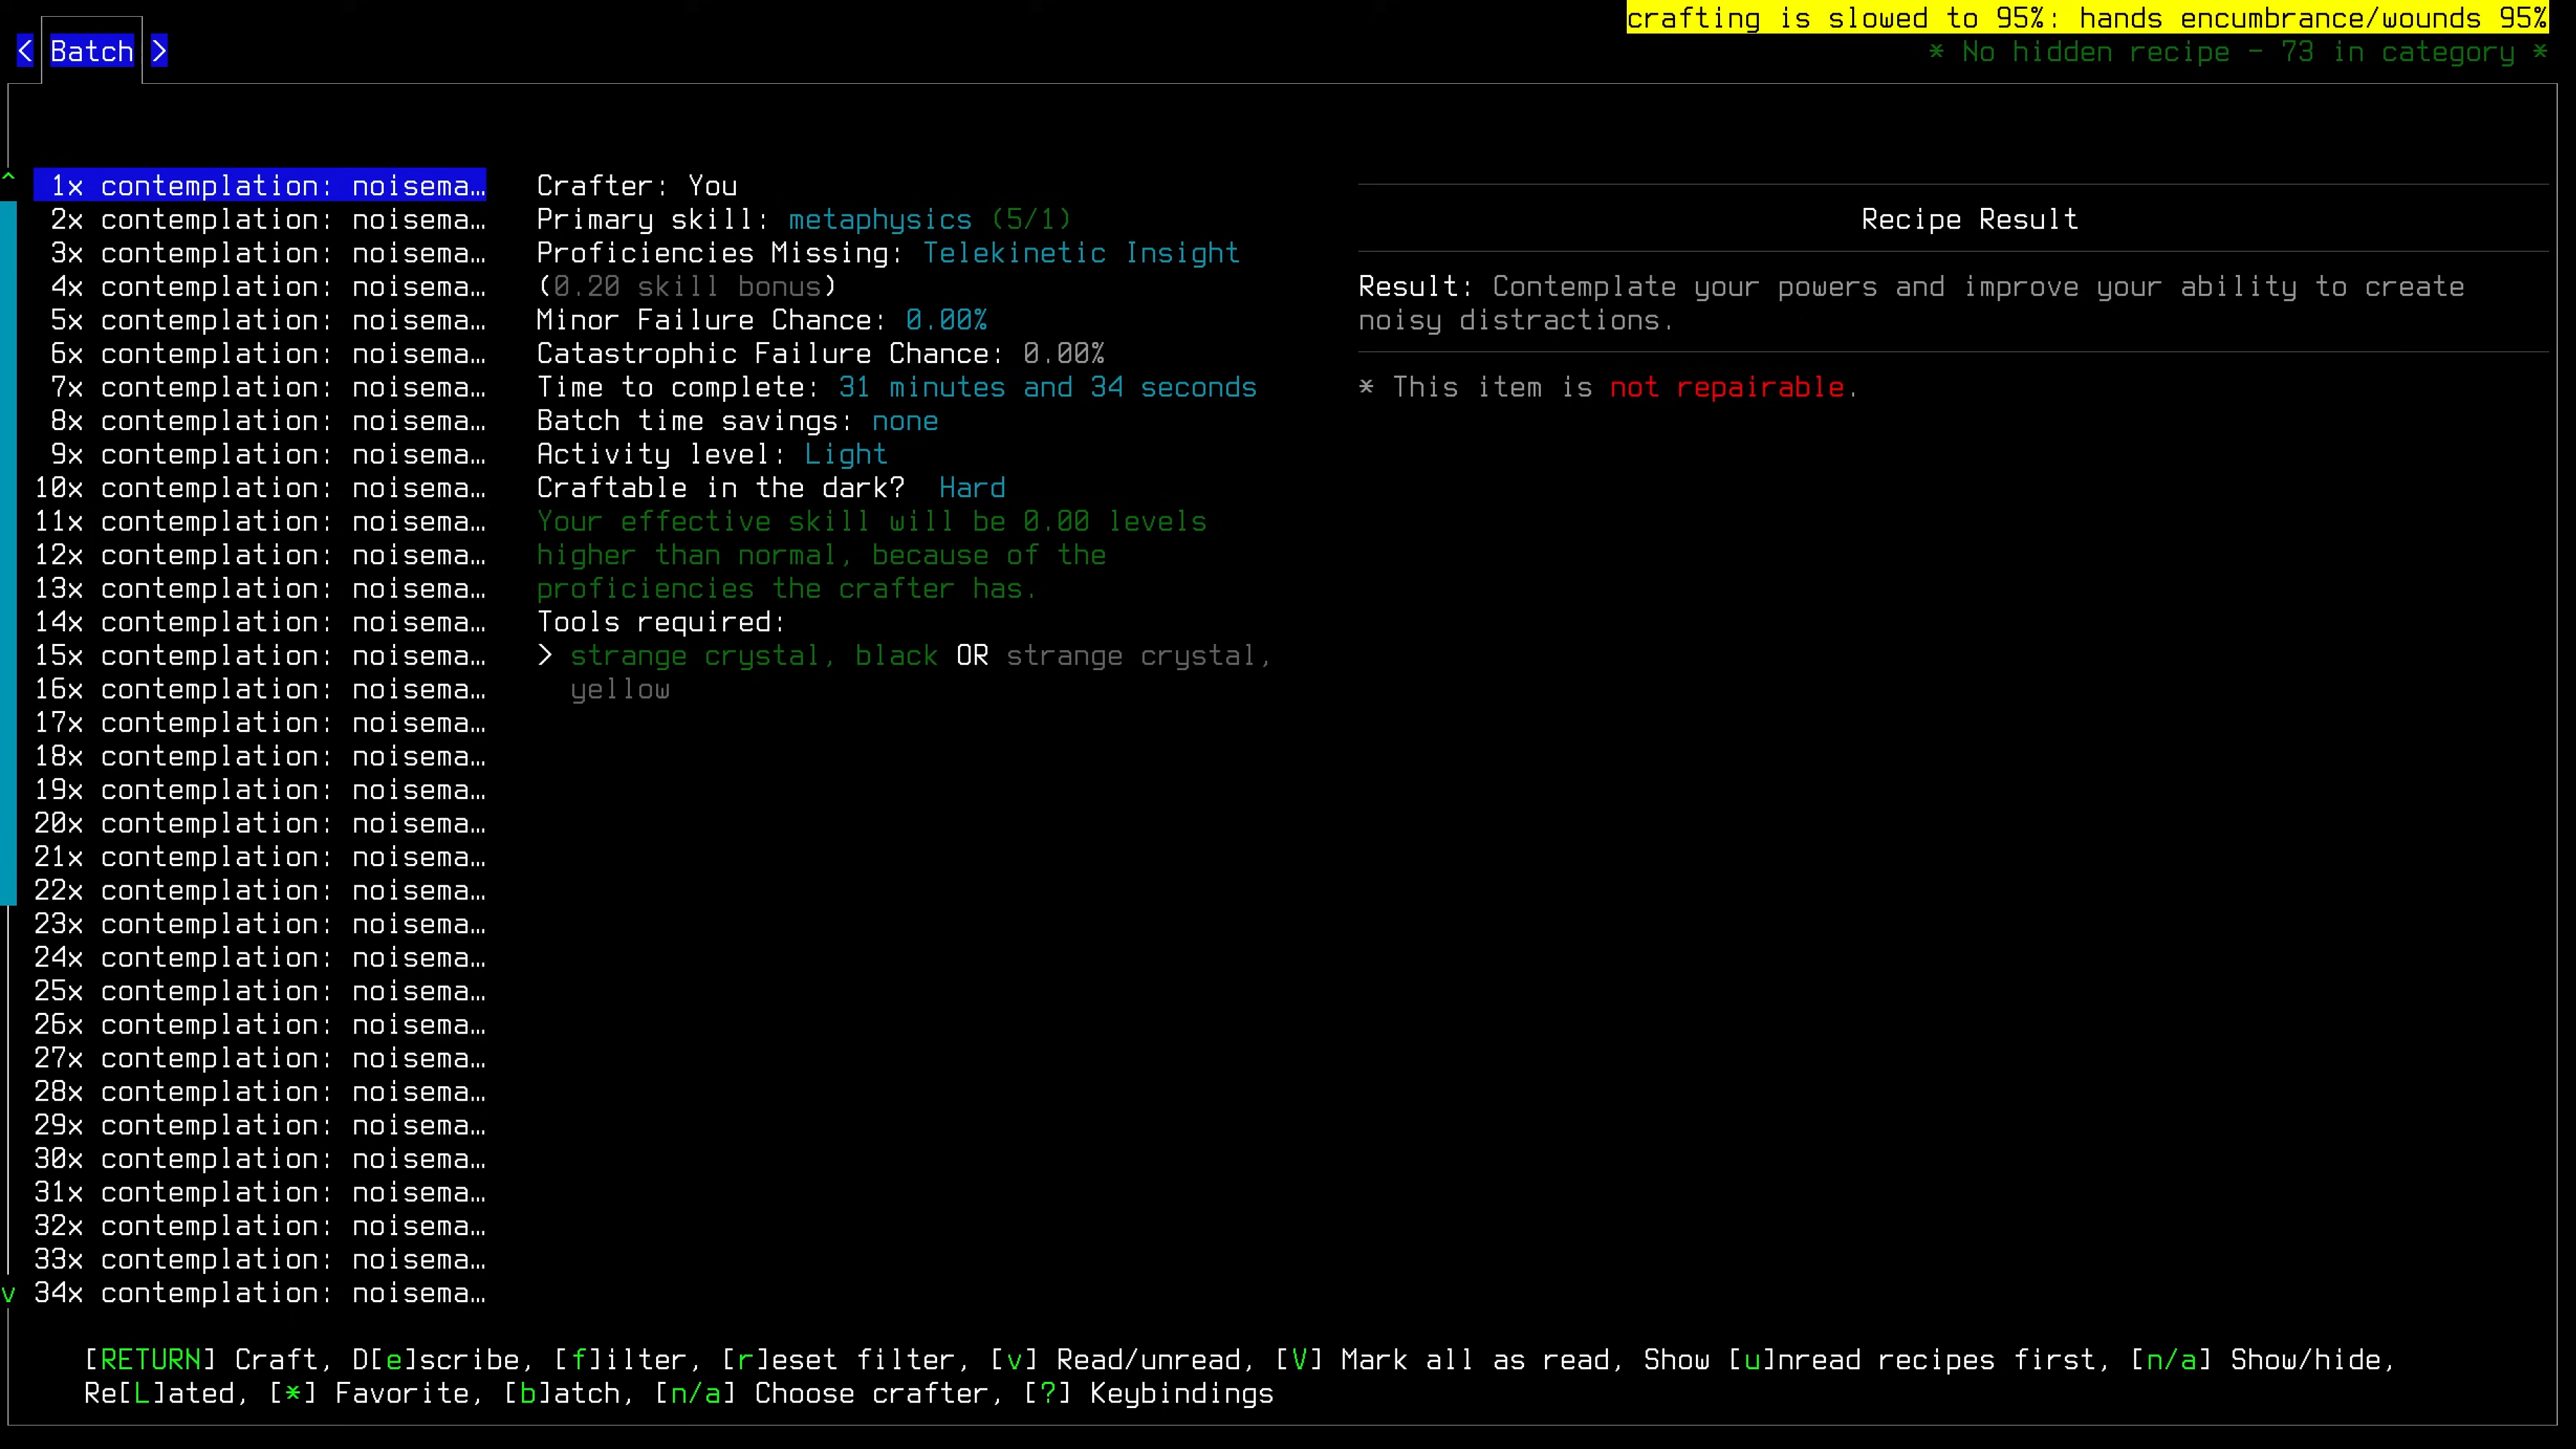 crafting is slowed to 95%: hands encumbrance/wounds 95%
< Batch >
* No hidden recipe - 73 in category *
1x contemplation: noisema…
2x contemplation: noisema…
3x contemplation: noisema…
4x contemplation: noisema…
5x contemplation: noisema…
6x contemplation: noisema…
7x contemplation: noisema…
8x contemplation: noisema…
9x contemplation: noisema…
10x contemplation: noisema…
11x contemplation: noisema…
12x contemplation: noisema…
13x contemplation: noisema…
14x contemplation: noisema…
15x contemplation: noisema…
16x contemplation: noisema…
17x contemplation: noisema…
18x contemplation: noisema…
19x contemplation: noisema…
20x contemplation: noisema…
21x contemplation: noisema…
22x contemplation: noisema…
23x contemplation: noisema…
24x contemplation: noisema…
25x contemplation: noisema…
26x contemplation: noisema…
27x contemplation: noisema…
28x contemplation: noisema…
29x contemplation: noisema…
30x contemplation: noisema…
31x contemplation: noisema…
32x contemplation: noisema…
33x contemplation: noisema…
v 34x contemplation: noisema…
Crafter: You
Primary skill: metaphysics (5/1)
Proficiencies Missing: Telekinetic Insight
(0.20 skill bonus)
Minor Failure Chance: 0.00%
Catastrophic Failure Chance: 0.00%
Time to complete: 31 minutes and 34 seconds
Batch time savings: none
Activity level: Light
Craftable in the dark? Hard
Your effective skill will be 0.00 levels
higher than normal, because of the
proficiencies the crafter has.
Tools required:
> strange crystal, black OR strange crystal,
yellow
Recipe Result
Result: Contemplate your powers and improve your ability to create
noisy distractions.
* This item is not repairable.
[RETURN] Craft, D[e]scribe, [f]ilter, [r]eset filter, [v] Read/unread, [V] Mark all as read, Show [u]nread recipes first, [n/a] Show/hide,
Re[L]ated, [*] Favorite, [b]atch, [n/a] Choose crafter, [?] Keybindings